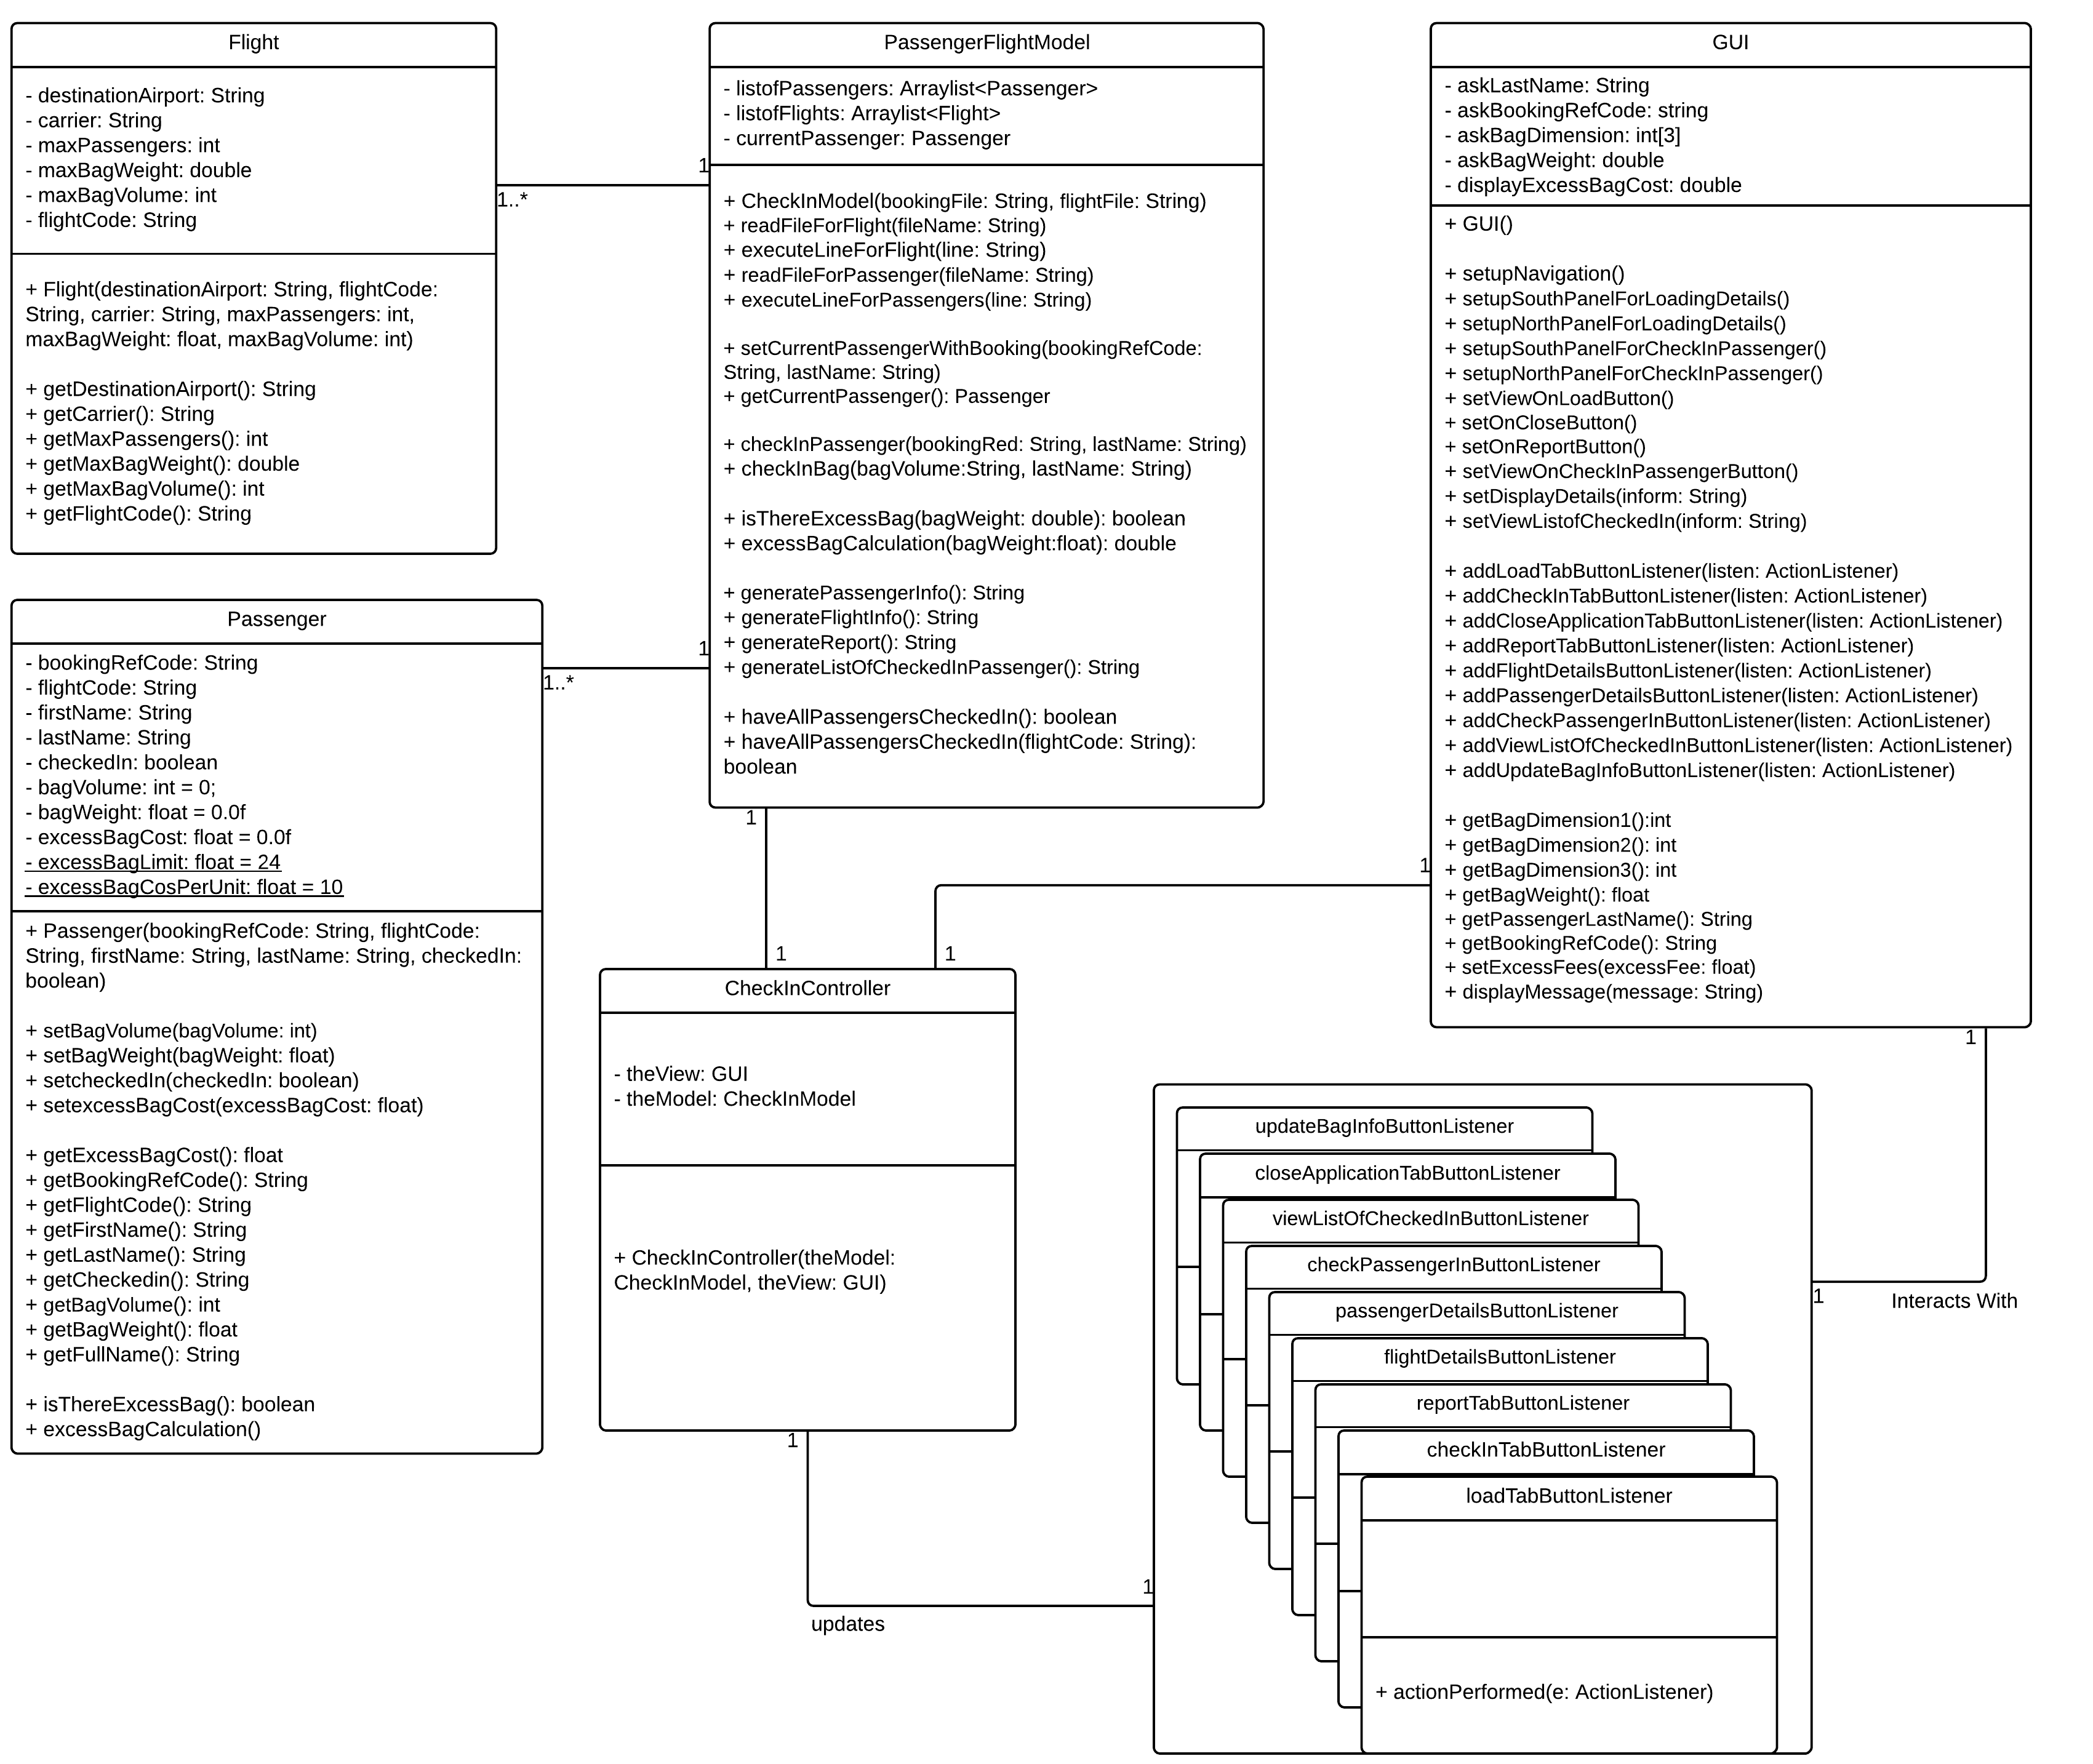 Flight
- destinationAirport: String
- carrier: String
- maxPassengers: int
- maxBagWeight: double
- maxBagVolume: int
- flightCode: String
+ Flight(destinationAirport: String, flightCode:
String, carrier: String, maxPassengers: int,
maxBagWeight: float, maxBagVolume: int)
+ getDestinationAirport(): String
+ getCarrier(): String
+ getMaxPassengers(): int
+ getMaxBagWeight(): double
+ getMaxBagVolume(): int
+ getFlightCode(): String
1..*
1
PassengerFlightModel
- listofPassengers: Arraylist<Passenger>
- listofFlights: Arraylist<Flight>
- currentPassenger: Passenger
+ CheckInModel(bookingFile: String, flightFile: String)
+ readFileForFlight(fileName: String)
+ executeLineForFlight(line: String)
+ readFileForPassenger(fileName: String)
+ executeLineForPassengers(line: String)
+ setCurrentPassengerWithBooking(bookingRefCode:
String, lastName: String)
+ getCurrentPassenger(): Passenger
+ checkInPassenger(bookingRed: String, lastName: String)
+ checkInBag(bagVolume:String, lastName: String)
+ isThereExcessBag(bagWeight: double): boolean
+ excessBagCalculation(bagWeight:float): double
+ generatePassengerInfo(): String
+ generateFlightInfo(): String
+ generateReport(): String
+ generateListOfCheckedInPassenger(): String
+ haveAllPassengersCheckedIn(): boolean
+ haveAllPassengersCheckedIn(flightCode: String):
boolean
GUI
- askLastName: String
- askBookingRefCode: string
- askBagDimension: int[3]
- askBagWeight: double
- displayExcessBagCost: double
+ GUI()
+ setupNavigation()
+ setupSouthPanelForLoadingDetails()
+ setupNorthPanelForLoadingDetails()
+ setupSouthPanelForCheckInPassenger()
+ setupNorthPanelForCheckInPassenger()
+ setViewOnLoadButton()
+ setOnCloseButton()
+ setOnReportButton()
+ setViewOnCheckInPassengerButton()
+ setDisplayDetails(inform: String)
+ setViewListofCheckedIn(inform: String)
+ addLoadTabButtonListener(listen: ActionListener)
+ addCheckInTabButtonListener(listen: ActionListener)
+ addCloseApplicationTabButtonListener(listen: ActionListener)
+ addReportTabButtonListener(listen: ActionListener)
+ addFlightDetailsButtonListener(listen: ActionListener)
+ addPassengerDetailsButtonListener(listen: ActionListener)
+ addCheckPassengerInButtonListener(listen: ActionListener)
+ addViewListOfCheckedInButtonListener(listen: ActionListener)
+ addUpdateBagInfoButtonListener(listen: ActionListener)
+ getBagDimension1():int
+ getBagDimension2(): int
+ getBagDimension3(): int
+ getBagWeight(): float
+ getPassengerLastName(): String
+ getBookingRefCode(): String
+ setExcessFees(excessFee: float)
+ displayMessage(message: String)
Passenger
- bookingRefCode: String
- flightCode: String
- firstName: String
- lastName: String
- checkedIn: boolean
- bagVolume: int = 0;
- bagWeight: float = 0.0f
- excessBagCost: float = 0.0f
- excessBagLimit: float = 24
- excessBagCosPerUnit: float = 10
+ Passenger(bookingRefCode: String, flightCode:
String, firstName: String, lastName: String, checkedIn:
boolean)
+ setBagVolume(bagVolume: int)
+ setBagWeight(bagWeight: float)
+ setcheckedIn(checkedIn: boolean)
+ setexcessBagCost(excessBagCost: float)
+ getExcessBagCost(): float
+ getBookingRefCode(): String
+ getFlightCode(): String
+ getFirstName(): String
+ getLastName(): String
+ getCheckedin(): String
+ getBagVolume(): int
+ getBagWeight(): float
+ getFullName(): String
+ isThereExcessBag(): boolean
+ excessBagCalculation()
1
1..*
1
1
1
1
CheckInController
- theView: GUI
- theModel: CheckInModel
+ CheckInController(theModel:
CheckInModel, theView: GUI)
1
1
updates
1
1
Interacts With
updateBagInfoButtonListener
closeApplicationTabButtonListener
viewListOfCheckedInButtonListener
checkPassengerInButtonListener
passengerDetailsButtonListener
flightDetailsButtonListener
reportTabButtonListener
checkInTabButtonListener
loadTabButtonListener
+ actionPerformed(e: ActionListener)